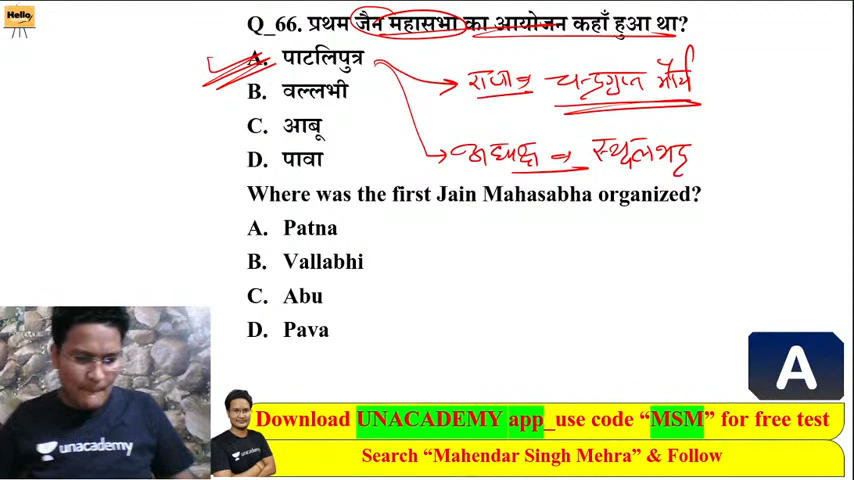 Hello
Q_66. प्रथम जैन महासभा का आयोजन कहाँ हुआ था?
A. पाटलिपुत्र
राजा ⇒ चन्द्रगुप्त मौर्य
B. वल्लभी
C. आबू
अध्यक्ष ⇒ स्थूलभद्र
D. पावा
Where was the first Jain Mahasabha organized?
A. Patna
B. Vallabhi
C. Abu
D. Pava
A
unacademy
unacademy
Download UNACADEMY app_use code “MSM” for free test
Search “Mahendar Singh Mehra” & Follow